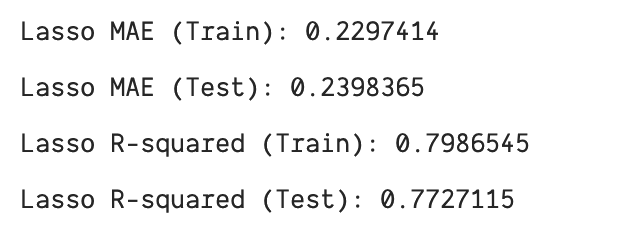 Lasso MAE (Train): 0.2297414
Lasso MAE (Test): 0.2398365
Lasso R-squared (Train): 0.7986545
Lasso R-squared (Test): 0.7727115